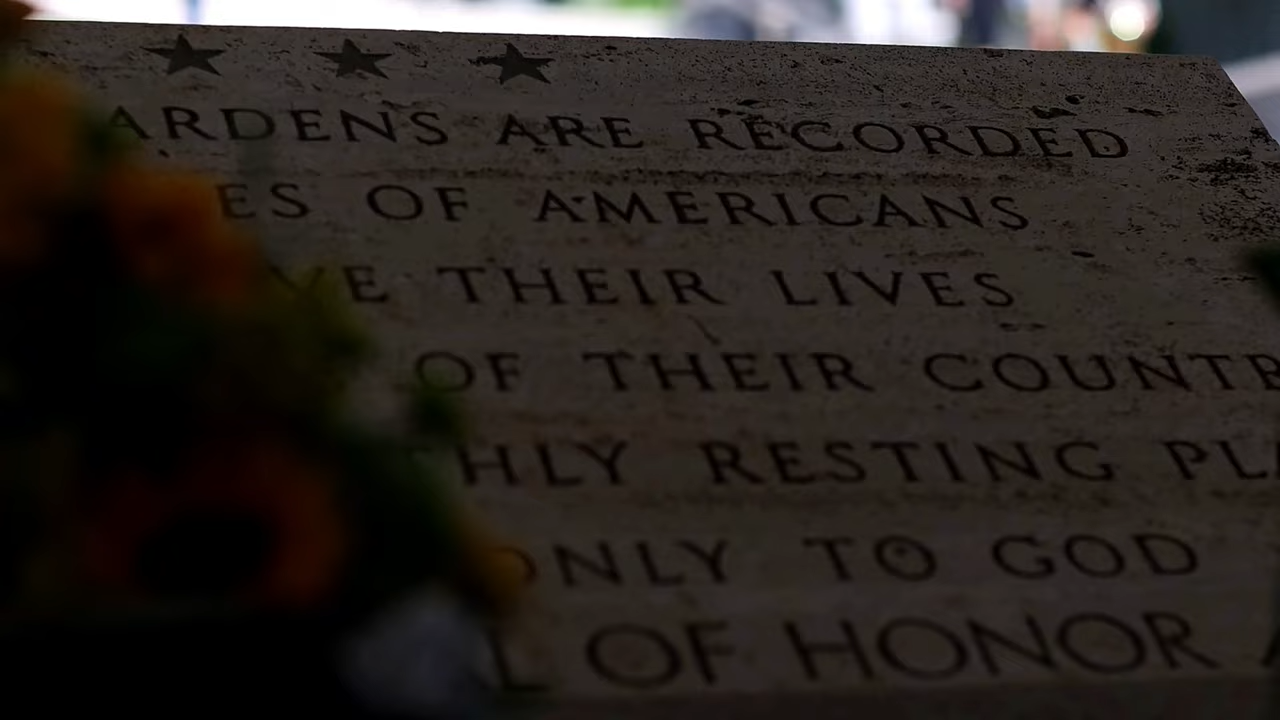 ARDENS ARE RECORDED
ES OF AMERICANS
VE THEIR LIVES
OF THEIR COUNTR
HLY RESTING PLA
ONLY TO GOD
L OF HONOR